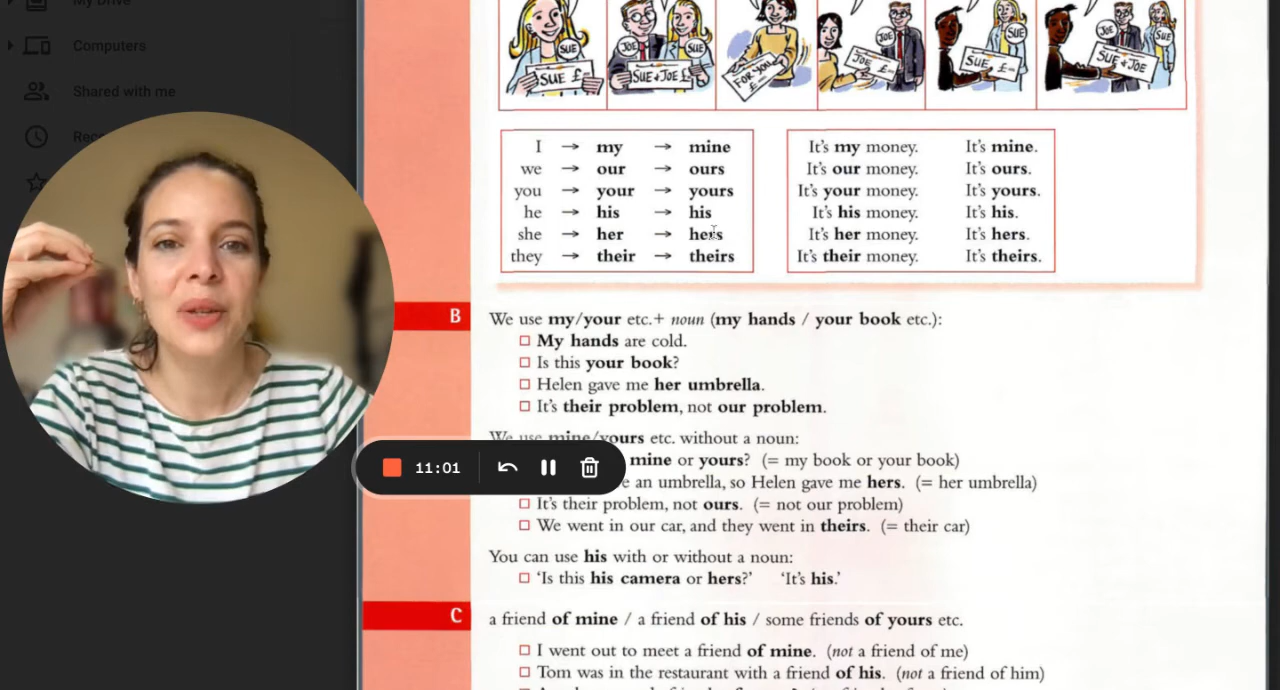 My Drive
Computers
Shared with me
SUE
SUE £
JOE
SUE
SUE + JOE £
FOR YOU
£
JOE
JOE £
SUE
SUE £
JOE
SUE
SUE + JOE
I → my → mine
we → our → ours
you → your → yours
he → his → his
she → her → hers
they → their → theirs
It's my money. It's mine.
It's our money. It's ours.
It's your money. It's yours.
It's his money. It's his.
It's her money. It's hers.
It's their money. It's theirs.
B
We use my/your etc.+ noun (my hands / your book etc.):
My hands are cold.
Is this your book?
Helen gave me her umbrella.
It's their problem, not our problem.
We use mine/yours etc. without a noun:
mine or yours? (= my book or your book)
an umbrella, so Helen gave me hers. (= her umbrella)
It's their problem, not ours. (= not our problem)
We went in our car, and they went in theirs. (= their car)
You can use his with or without a noun:
'Is this his camera or hers?' 'It's his.'
C
a friend of mine / a friend of his / some friends of yours etc.
I went out to meet a friend of mine. (not a friend of me)
Tom was in the restaurant with a friend of his. (not a friend of him)
11:01